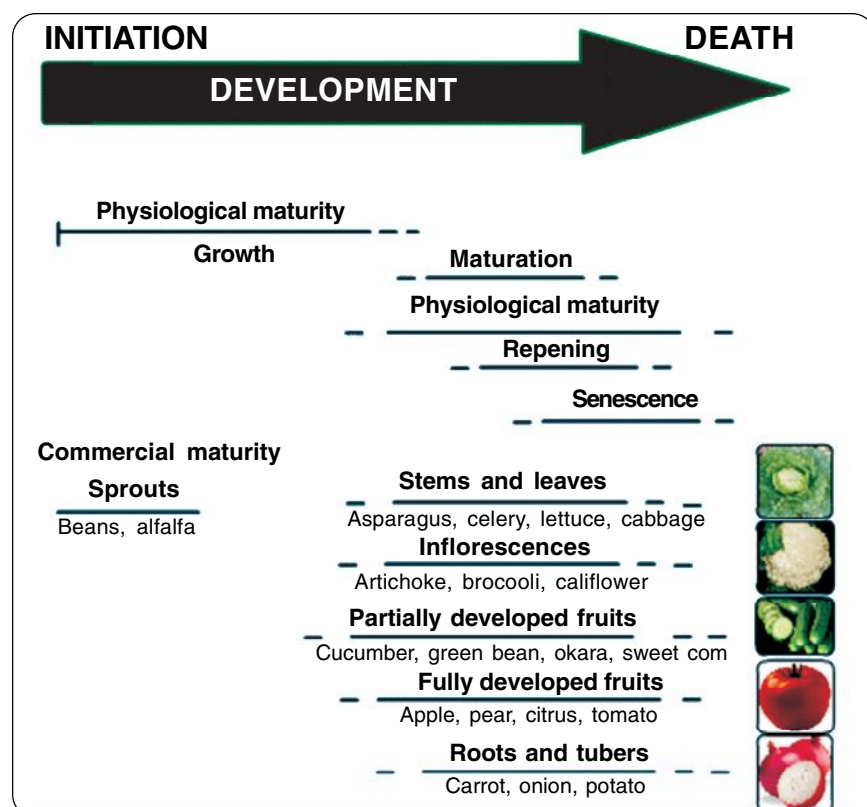 INITIATION DEATH
DEVELOPMENT
Physiological maturity
Growth
Maturation
Physiological maturity
Repening
Senescence
Commercial maturity
Sprouts
Beans, alfalfa
Stems and leaves
Asparagus, celery, lettuce, cabbage
Inflorescences
Artichoke, brocooli, califlower
Partially developed fruits
Cucumber, green bean, okara, sweet com
Fully developed fruits
Apple, pear, citrus, tomato
Roots and tubers
Carrot, onion, potato